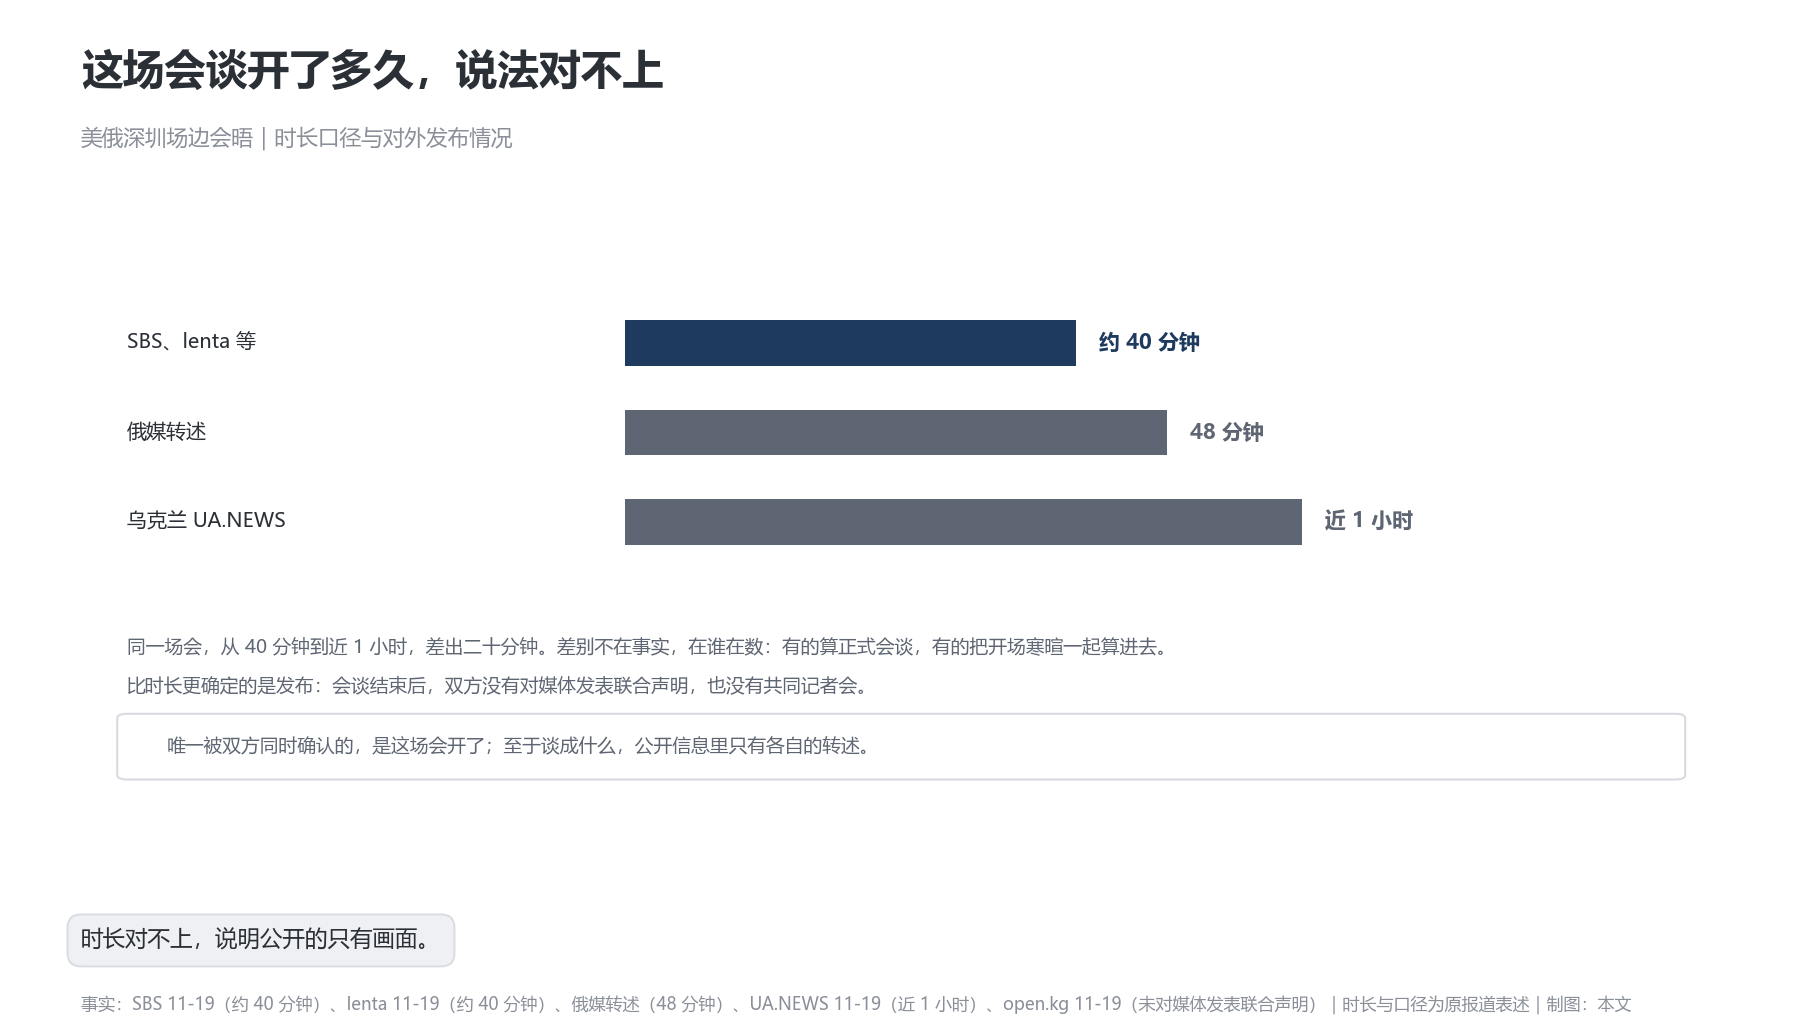 这场会谈开了多久，说法对不上
美俄深圳场边会晤｜时长口径与对外发布情况
SBS、lenta 等
约 40 分钟
俄媒转述
48 分钟
乌克兰 UA.NEWS
近 1 小时
同一场会，从 40 分钟到近 1 小时，差出二十分钟。差别不在事实，在谁在数：有的算正式会谈，有的把开场寒暄一起算进去。
比时长更确定的是发布：会谈结束后，双方没有对媒体发表联合声明，也没有共同记者会。
唯一被双方同时确认的，是这场会开了；至于谈成什么，公开信息里只有各自的转述。
时长对不上，说明公开的只有画面。
事实：SBS 11-19（约 40 分钟）、lenta 11-19（约 40 分钟）、俄媒转述（48 分钟）、UA.NEWS 11-19（近 1 小时）、open.kg 11-19（未对媒体发表联合声明）｜时长与口径为原报道表述｜制图：本文